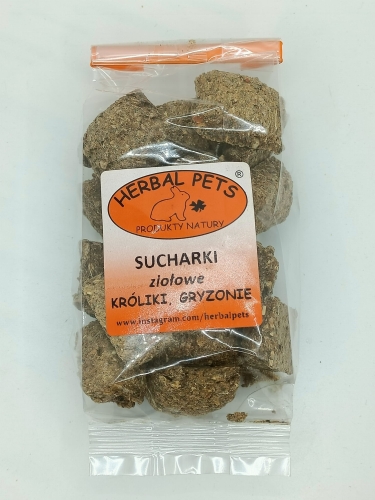 HERBAL PETS
®
PRODUKTY NATURY
SUCHARKI
ziołowe
KRÓLIKI, GRYZONIE
www.instagram.com/herbalpets